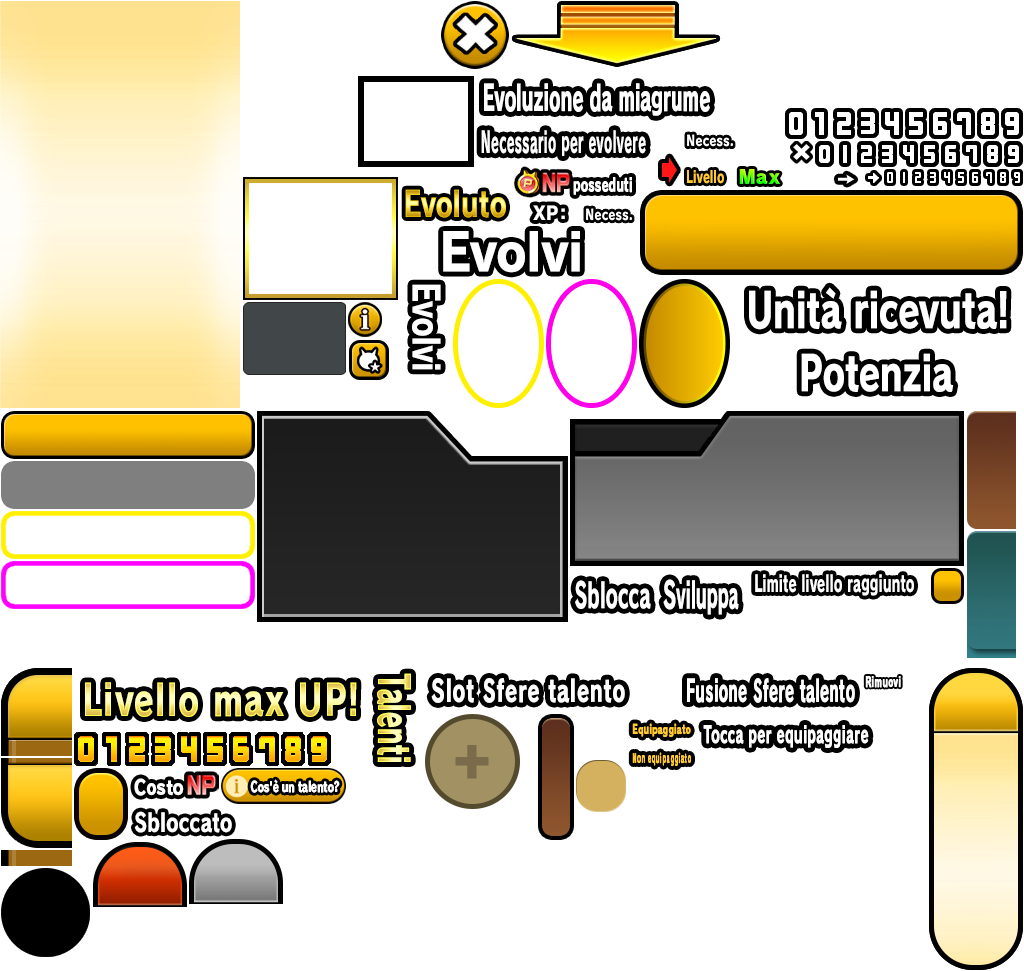 Evoluzione da miagrume
Necessario per evolvere
Necess.
0123456789
×0123456789
0123456789
Livello Max
NP posseduti
Evoluto
XP: Necess.
Evolvi
Evolvi
Unità ricevuta!
Potenzia
Sblocca Sviluppa
Limite livello raggiunto
Livello max UP!
0123456789
Talenti
Slot Sfere talento
Fusione Sfere talento
Rimuovi
Equipaggiato
Non equipaggiato
Tocca per equipaggiare
Costo NP
Cos'è un talento?
Sbloccato